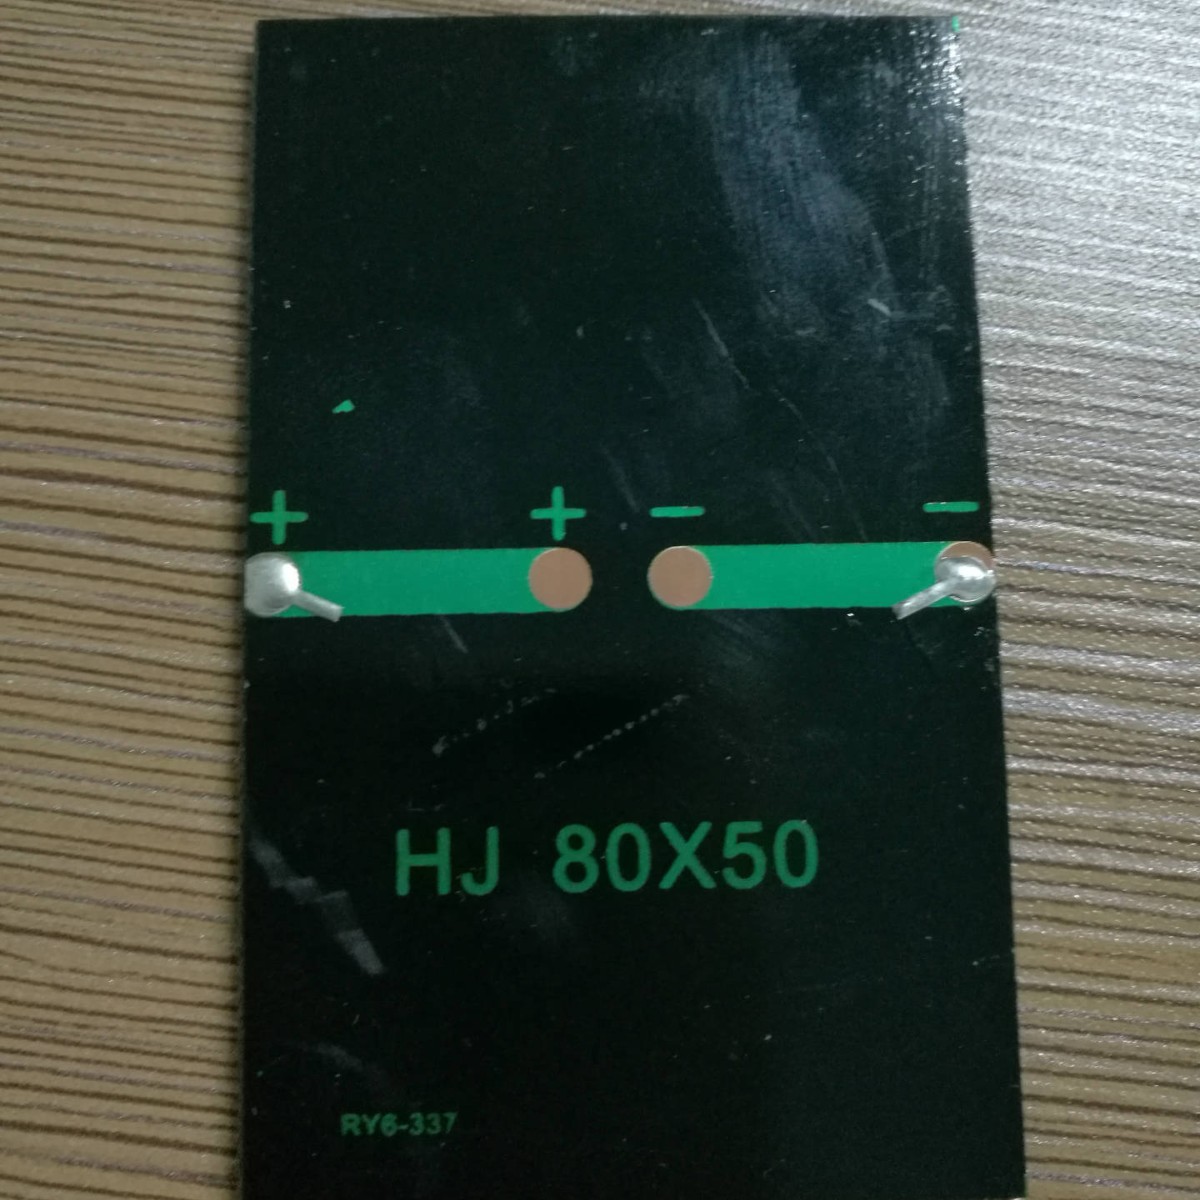 + + - -
HJ 80X50
RY6-337